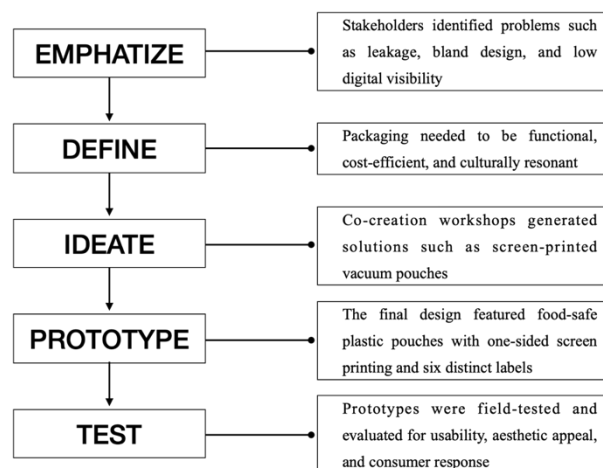 EMPHATIZE
Stakeholders identified problems such
as leakage, bland design, and low
digital visibility
DEFINE
Packaging needed to be functional,
cost-efficient, and culturally resonant
IDEATE
Co-creation workshops generated
solutions such as screen-printed
vacuum pouches
PROTOTYPE
The final design featured food-safe
plastic pouches with one-sided screen
printing and six distinct labels
TEST
Prototypes were field-tested and
evaluated for usability, aesthetic appeal,
and consumer response